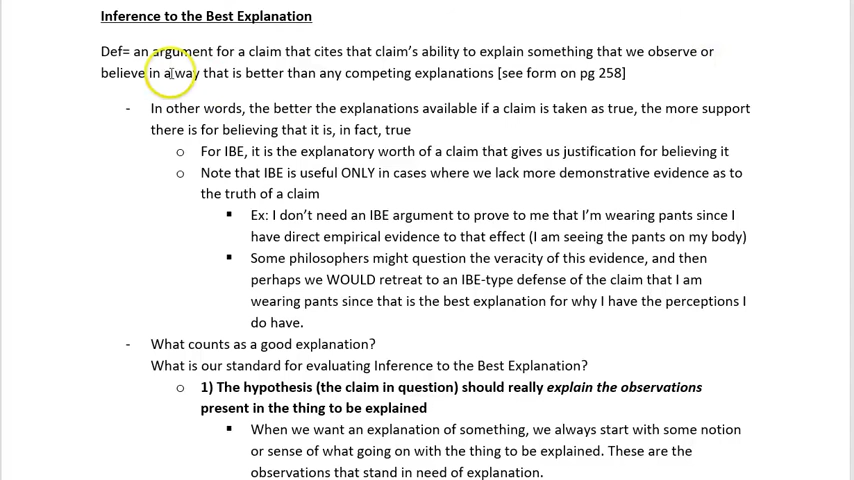 Inference to the Best Explanation
Def= an argument for a claim that cites that claim's ability to explain something that we observe or
believe in a way that is better than any competing explanations [see form on pg 258]
- In other words, the better the explanations available if a claim is taken as true, the more support
there is for believing that it is, in fact, true
o For IBE, it is the explanatory worth of a claim that gives us justification for believing it
o Note that IBE is useful ONLY in cases where we lack more demonstrative evidence as to
the truth of a claim
▪ Ex: I don't need an IBE argument to prove to me that I'm wearing pants since I
have direct empirical evidence to that effect (I am seeing the pants on my body)
▪ Some philosophers might question the veracity of this evidence, and then
perhaps we WOULD retreat to an IBE-type defense of the claim that I am
wearing pants since that is the best explanation for why I have the perceptions I
do have.
- What counts as a good explanation?
What is our standard for evaluating Inference to the Best Explanation?
o 1) The hypothesis (the claim in question) should really explain the observations
present in the thing to be explained
▪ When we want an explanation of something, we always start with some notion
or sense of what going on with the thing to be explained. These are the
observations that stand in need of explanation.